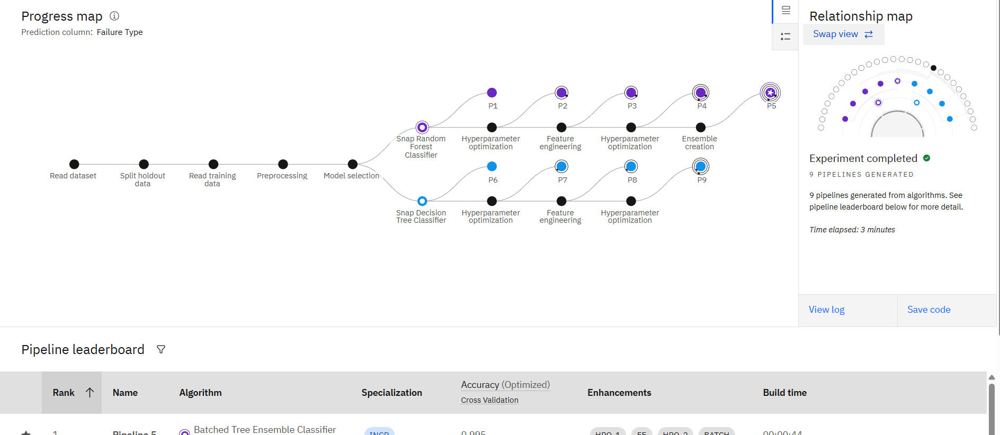 Progress map
Prediction column: Failure Type
Relationship map
Swap view
P1
P2
P3
P4
P5
Snap Random
Forest
Classifier
Hyperparameter
optimization
Feature
engineering
Hyperparameter
optimization
Ensemble
creation
Read dataset
Split holdout
data
Read training
data
Preprocessing
Model selection
P6
P7
P8
P9
Snap Decision
Tree Classifier
Hyperparameter
optimization
Feature
engineering
Hyperparameter
optimization
Experiment completed
9 PIPELINES GENERATED
9 pipelines generated from algorithms. See
pipeline leaderboard below for more detail.
Time elapsed: 3 minutes
View log
Save code
Pipeline leaderboard
Rank
Name
Algorithm
Specialization
Accuracy (Optimized)
Cross Validation
Enhancements
Build time
1
Pipeline 5
Batched Tree Ensemble Classifier
INCR
0.995
HPO-1
FE
HPO-2
BATCH
00:00:44